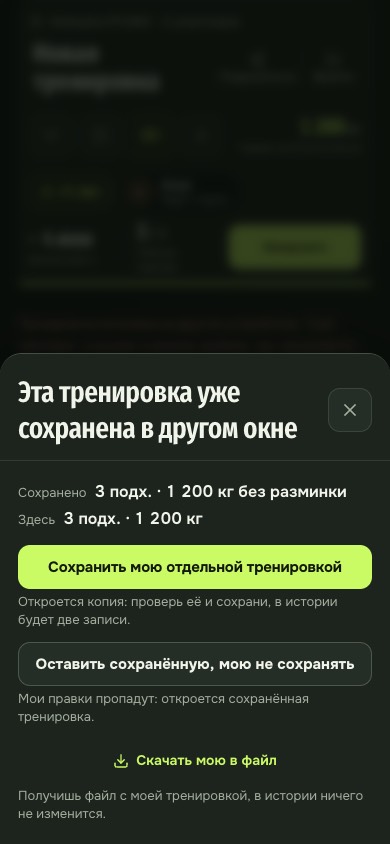 Новая
тренировка
Эта тренировка уже
сохранена в другом окне
Сохранено 3 подх. · 1 200 кг без разминки
Здесь 3 подх. · 1 200 кг
Сохранить мою отдельной тренировкой
Откроется копия: проверь её и сохрани, в истории
будет две записи.
Оставить сохранённую, мою не сохранять
Мои правки пропадут: откроется сохранённая
тренировка.
Скачать мою в файл
Получишь файл с моей тренировкой, в истории ничего
не изменится.